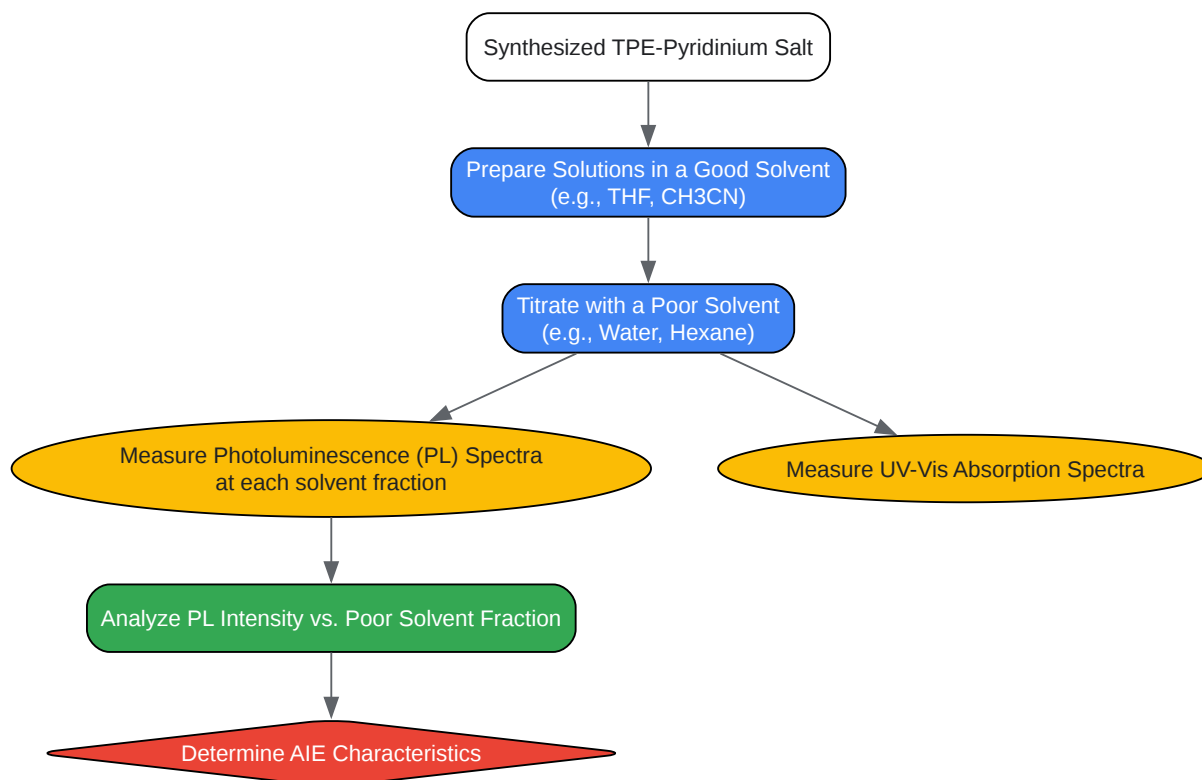 Synthesized TPE-Pyridinium Salt
Prepare Solutions in a Good Solvent
(e.g., THF, CH3CN)
Titrate with a Poor Solvent
(e.g., Water, Hexane)
Measure Photoluminescence (PL) Spectra
at each solvent fraction
Measure UV-Vis Absorption Spectra
Analyze PL Intensity vs. Poor Solvent Fraction
Determine AIE Characteristics